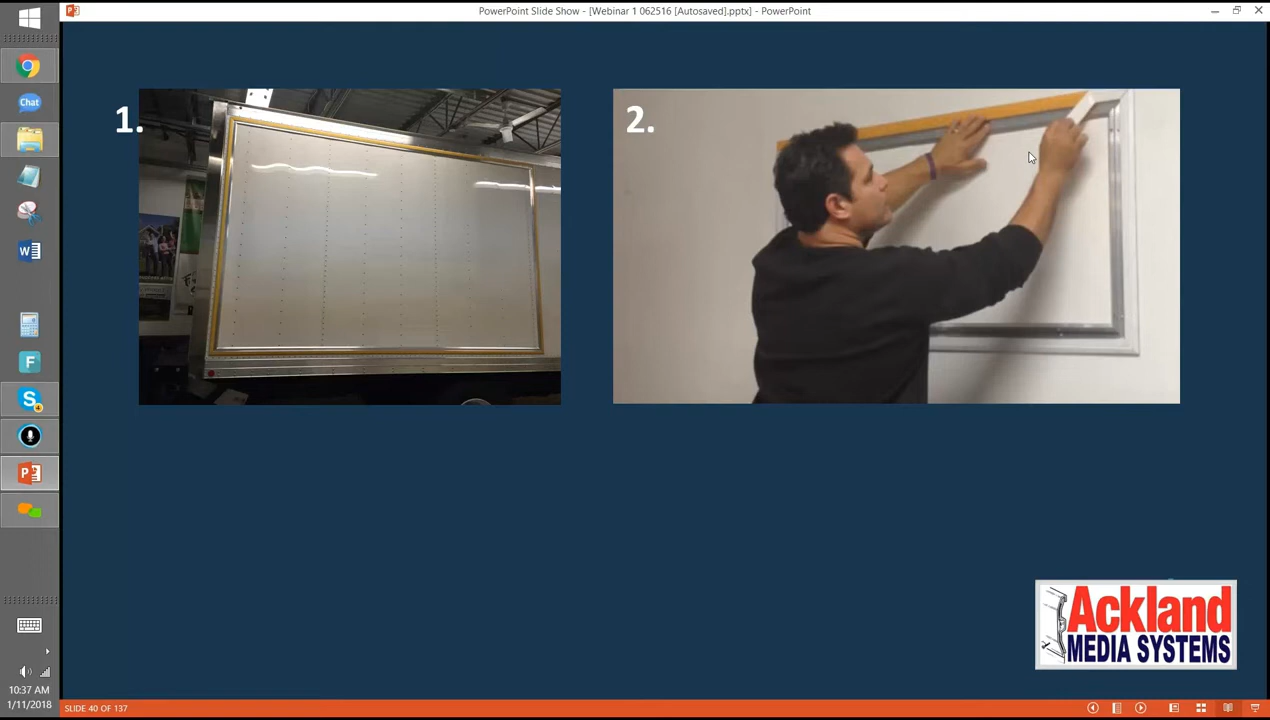 PowerPoint Slide Show - [Webinar 1 062516 [Autosaved].pptx] - PowerPoint
Chat
1.
2.
Ackland
MEDIA SYSTEMS
10:37 AM
1/11/2018
SLIDE 40 OF 137